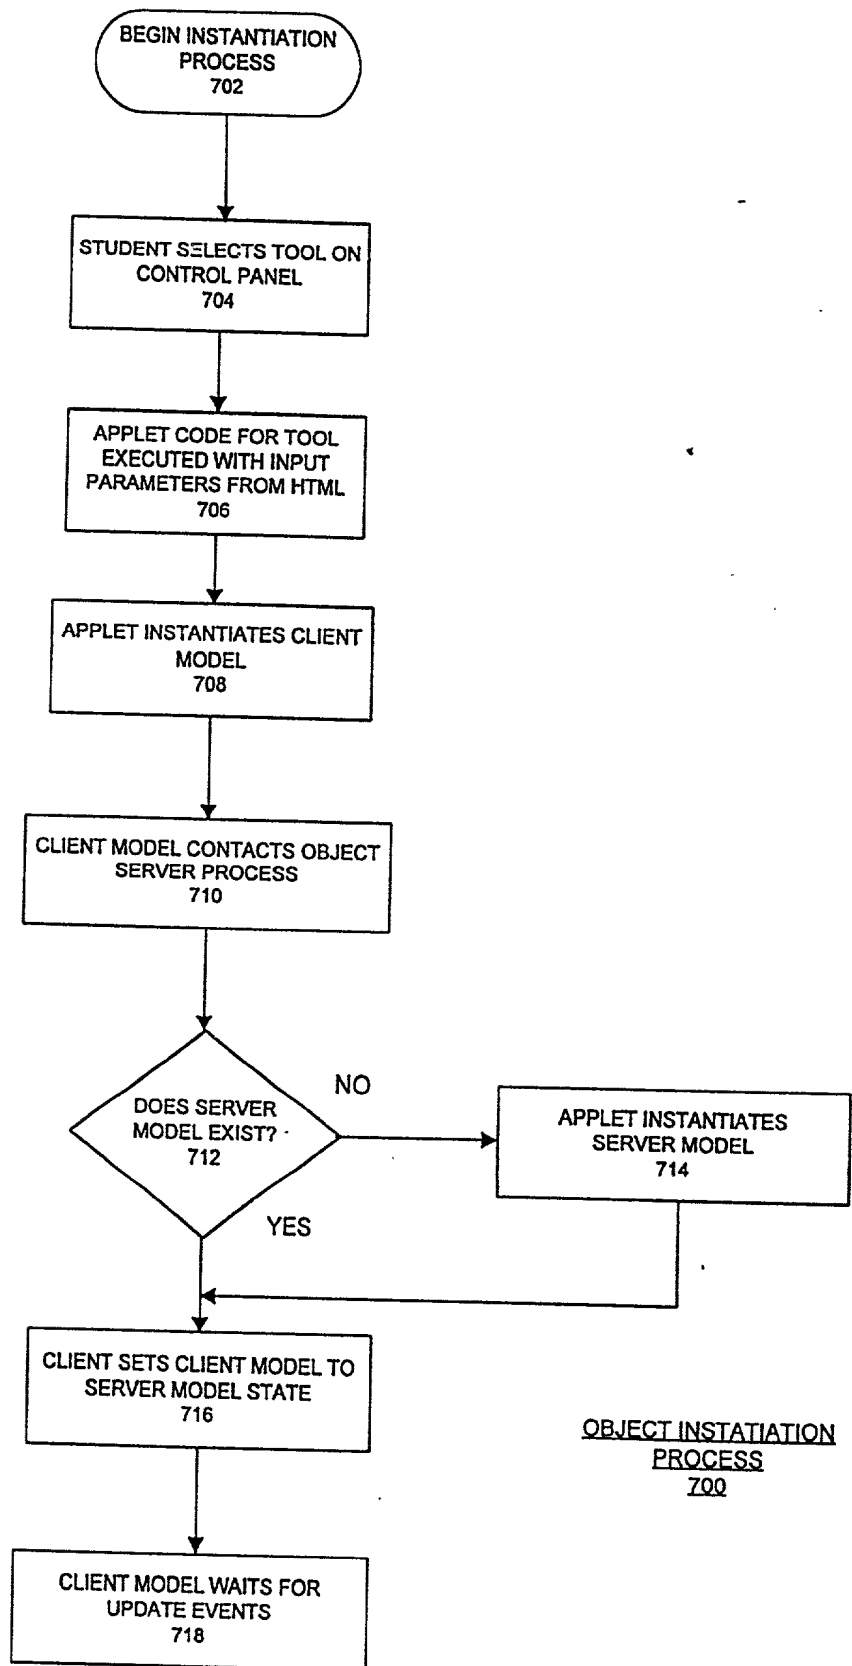 BEGIN INSTANTIATION
PROCESS
702
STUDENT SELECTS TOOL ON
CONTROL PANEL
704
APPLET CODE FOR TOOL
EXECUTED WITH INPUT
PARAMETERS FROM HTML
706
APPLET INSTANTIATES CLIENT
MODEL
708
CLIENT MODEL CONTACTS OBJECT
SERVER PROCESS
710
DOES SERVER
MODEL EXIST?
712
NO
APPLET INSTANTIATES
SERVER MODEL
714
YES
CLIENT SETS CLIENT MODEL TO
SERVER MODEL STATE
716
OBJECT INSTATIATION
PROCESS
700
CLIENT MODEL WAITS FOR
UPDATE EVENTS
718